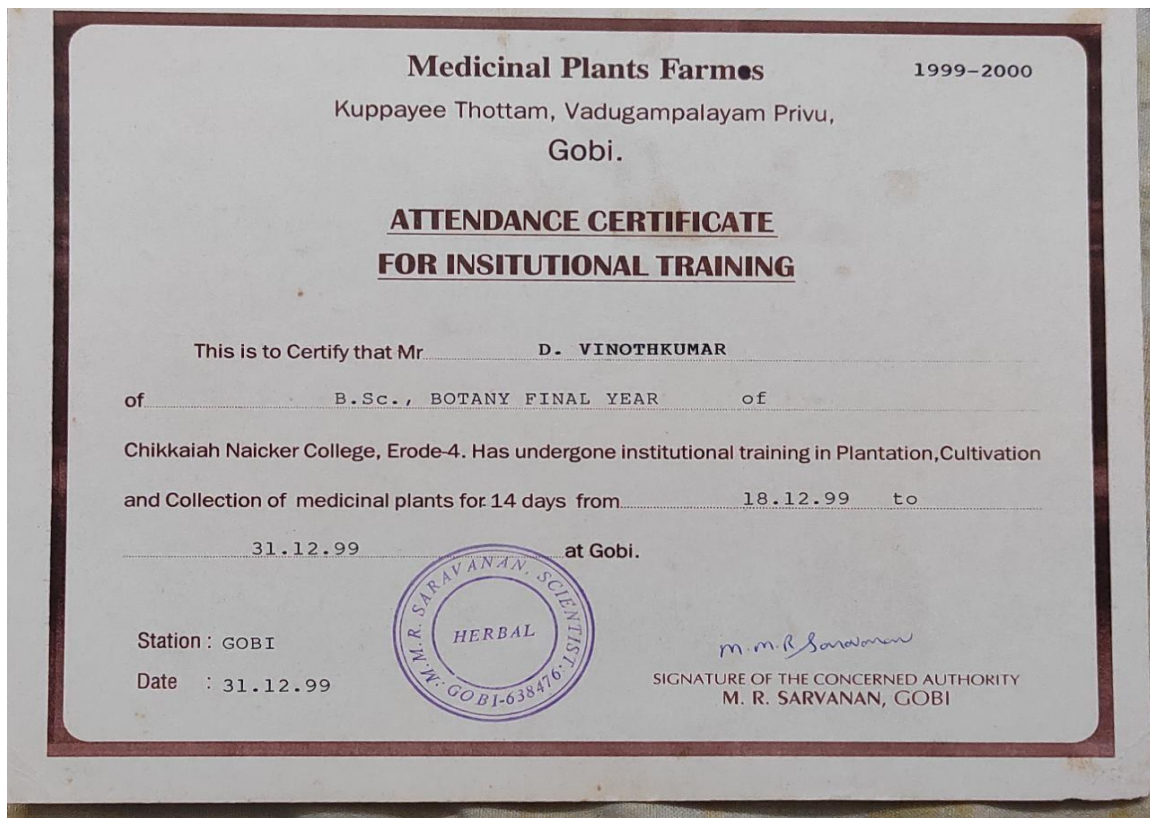 Medicinal Plants Farmes
1999-2000
Kuppayee Thottam, Vadugampalayam Privu,
Gobi.
ATTENDANCE CERTIFICATE
FOR INSITUTIONAL TRAINING
This is to Certify that Mr. D. VINOTHKUMAR
of B.Sc., BOTANY FINAL YEAR of
Chikkaiah Naicker College, Erode-4. Has undergone institutional training in Plantation,Cultivation
and Collection of medicinal plants for 14 days from 18.12.99 to
31.12.99 at Gobi.
M.M.R. SARAVANAN, SCIENTIST
HERBAL
GOBI-638476
Station : GOBI
Date : 31.12.99
M.M.R Saravanan
SIGNATURE OF THE CONCERNED AUTHORITY
M. R. SARVANAN, GOBI